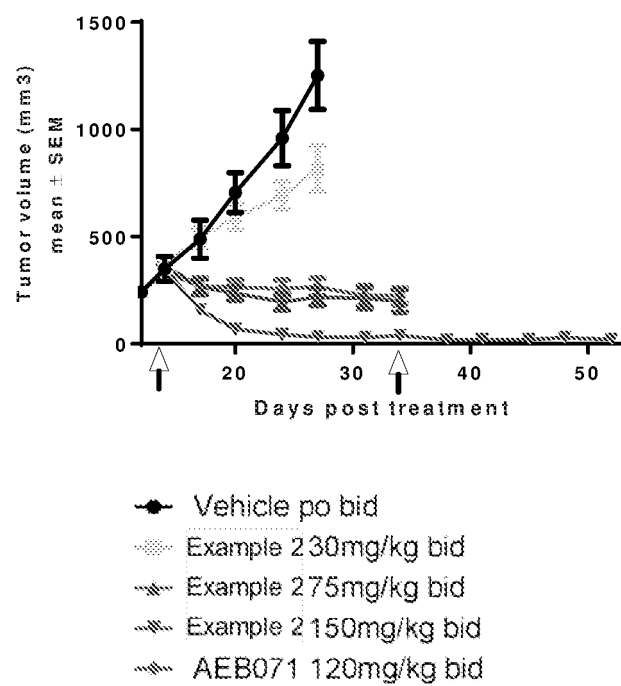 1500
1000
500
0
Tumor volume (mm3)
mean ± SEM
20 30 40 50
Days post treatment
Vehicle po bid
Example 2 30mg/kg bid
Example 2 75mg/kg bid
Example 2 150mg/kg bid
AEB071 120mg/kg bid